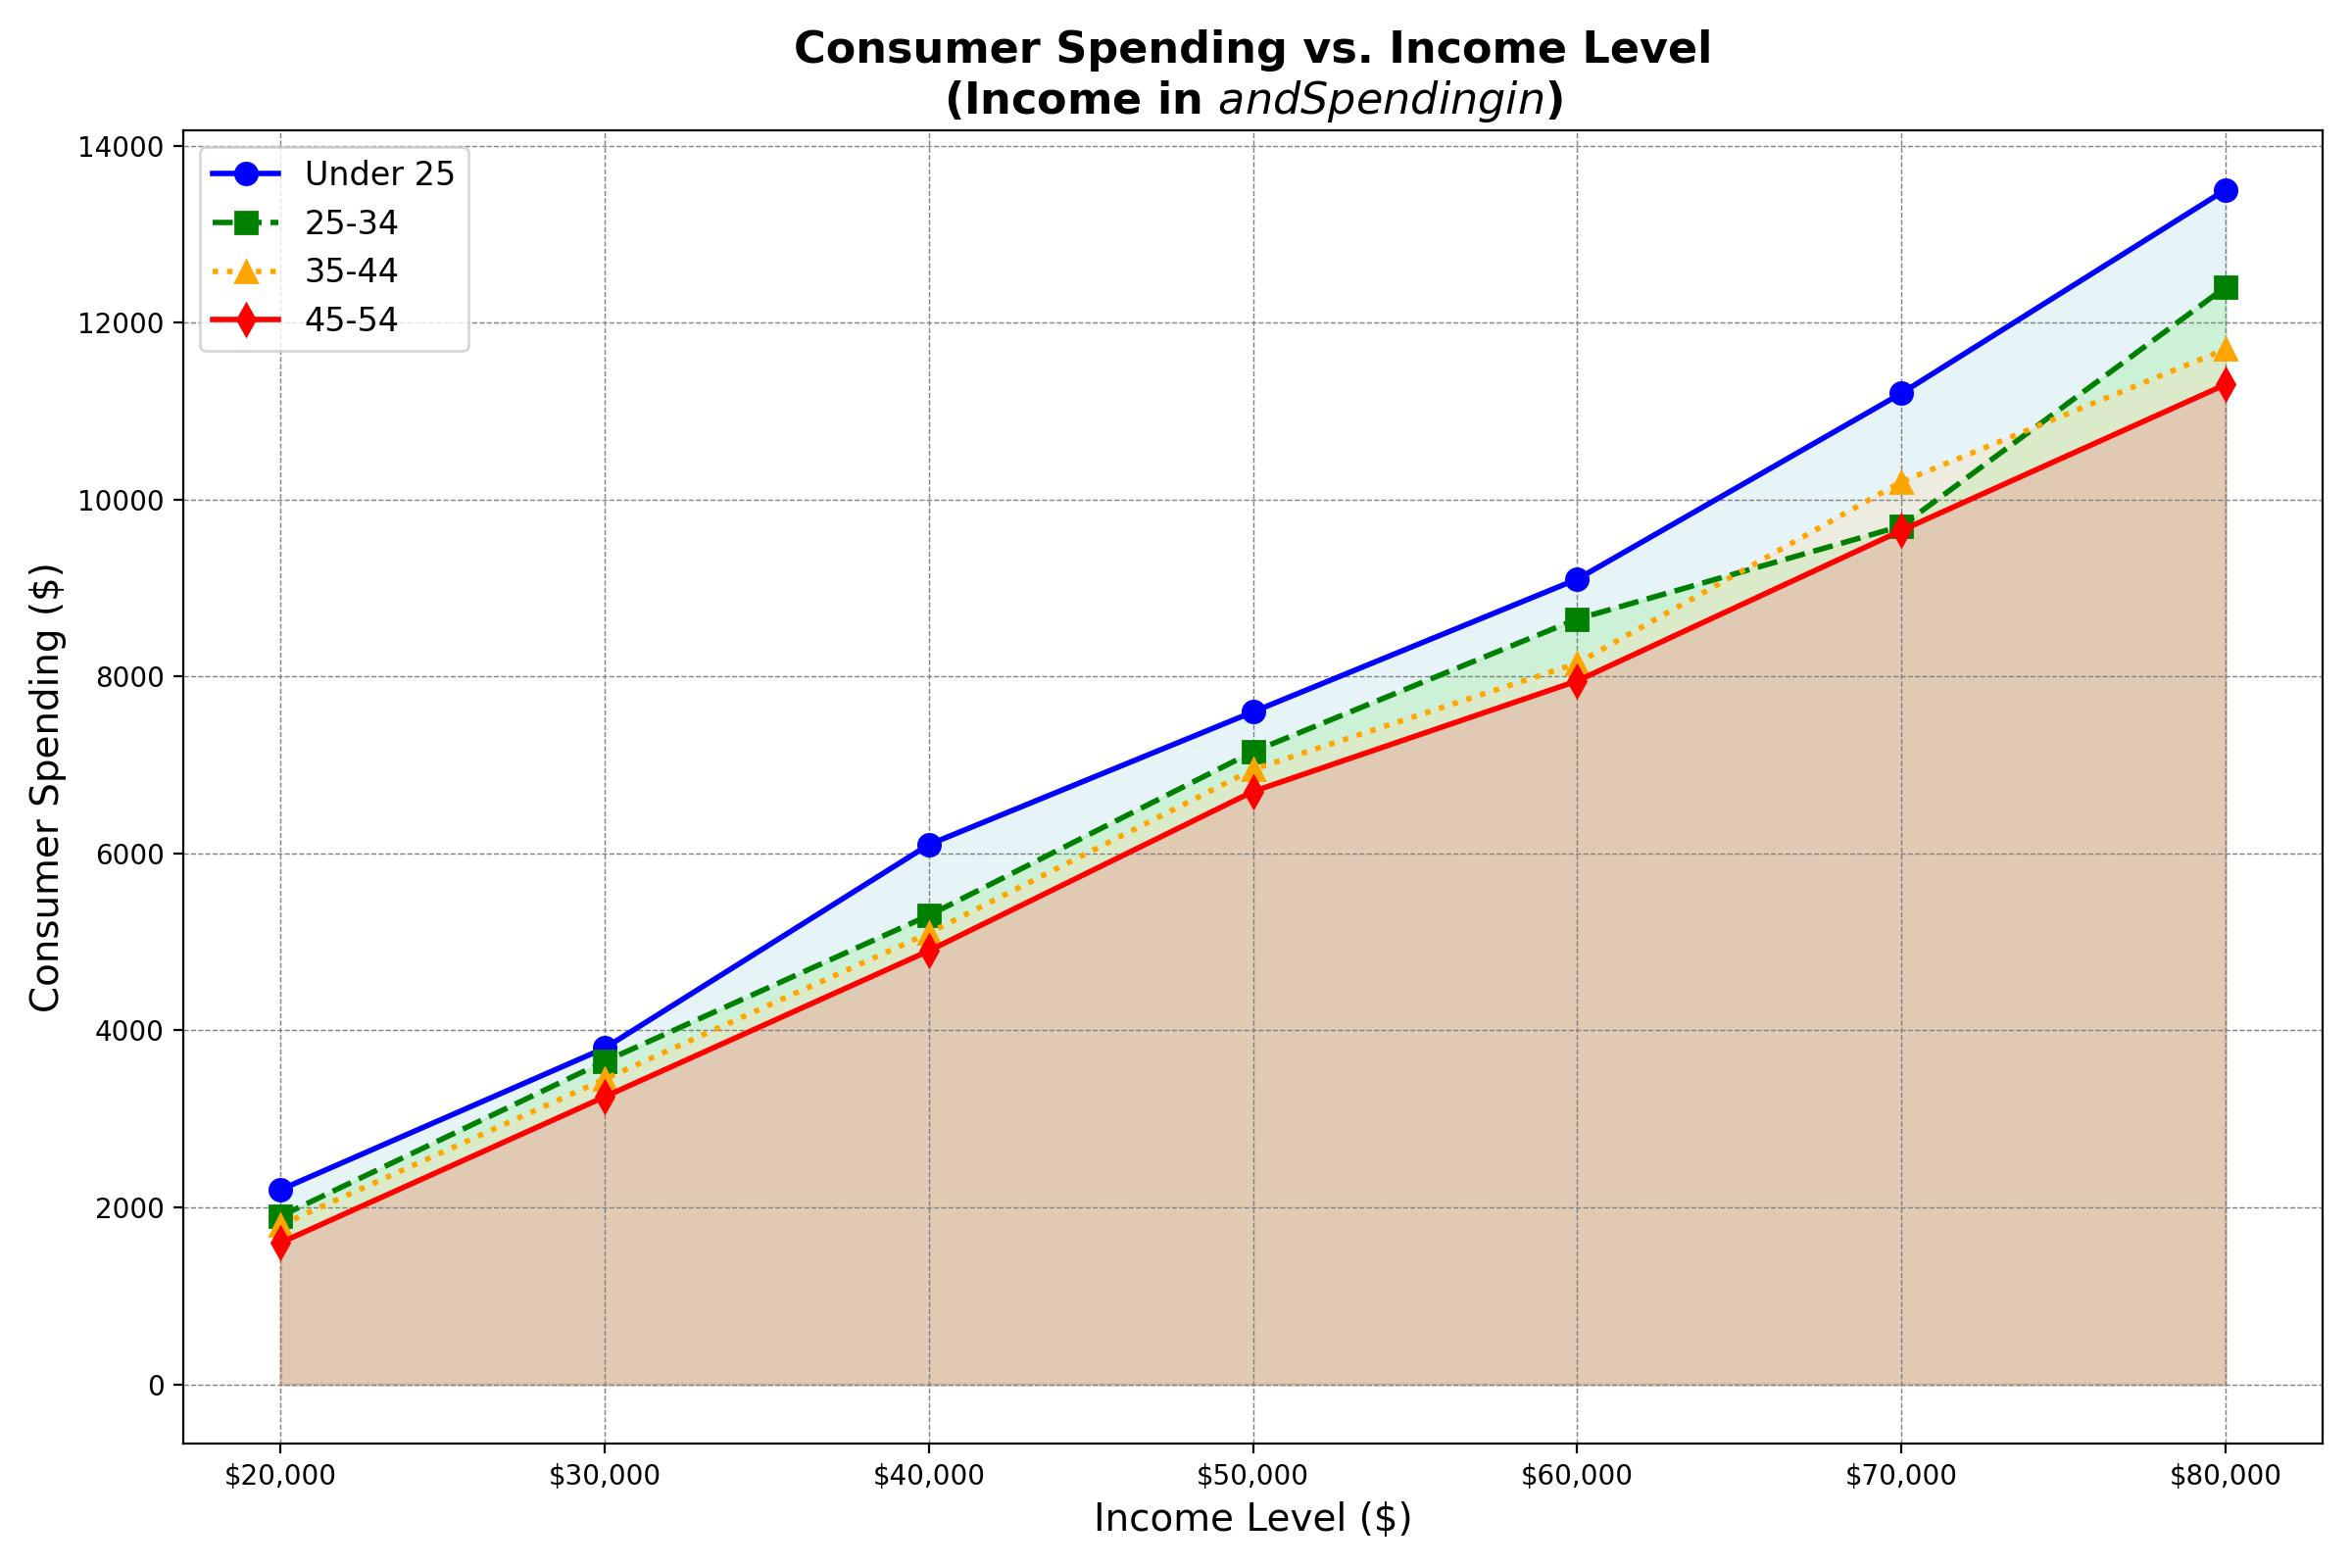 Consumer Spending vs. Income Level
(Income in andSpendingin)
14000
12000
10000
8000
6000
4000
2000
0
Consumer Spending ($)
Under 25
25-34
35-44
45-54
$20,000 $30,000 $40,000 $50,000 $60,000 $70,000 $80,000
Income Level ($)